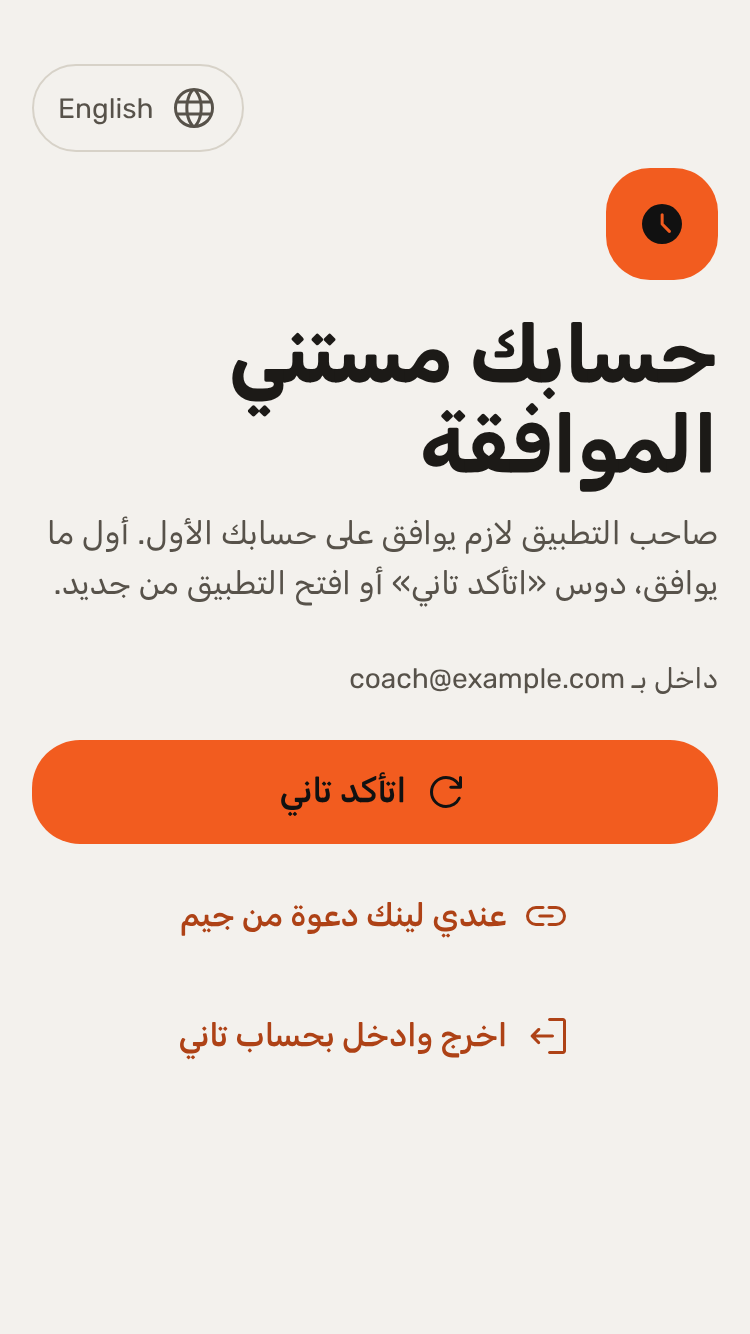 English
حسابك مستني
الموافقة
صاحب التطبيق لازم يوافق على حسابك الأول. أول ما
يوافق، دوس «اتأكد تاني» أو افتح التطبيق من جديد.
داخل بـ coach@example.com
اتأكد تاني
عندي لينك دعوة من جيم
اخرج وادخل بحساب تاني